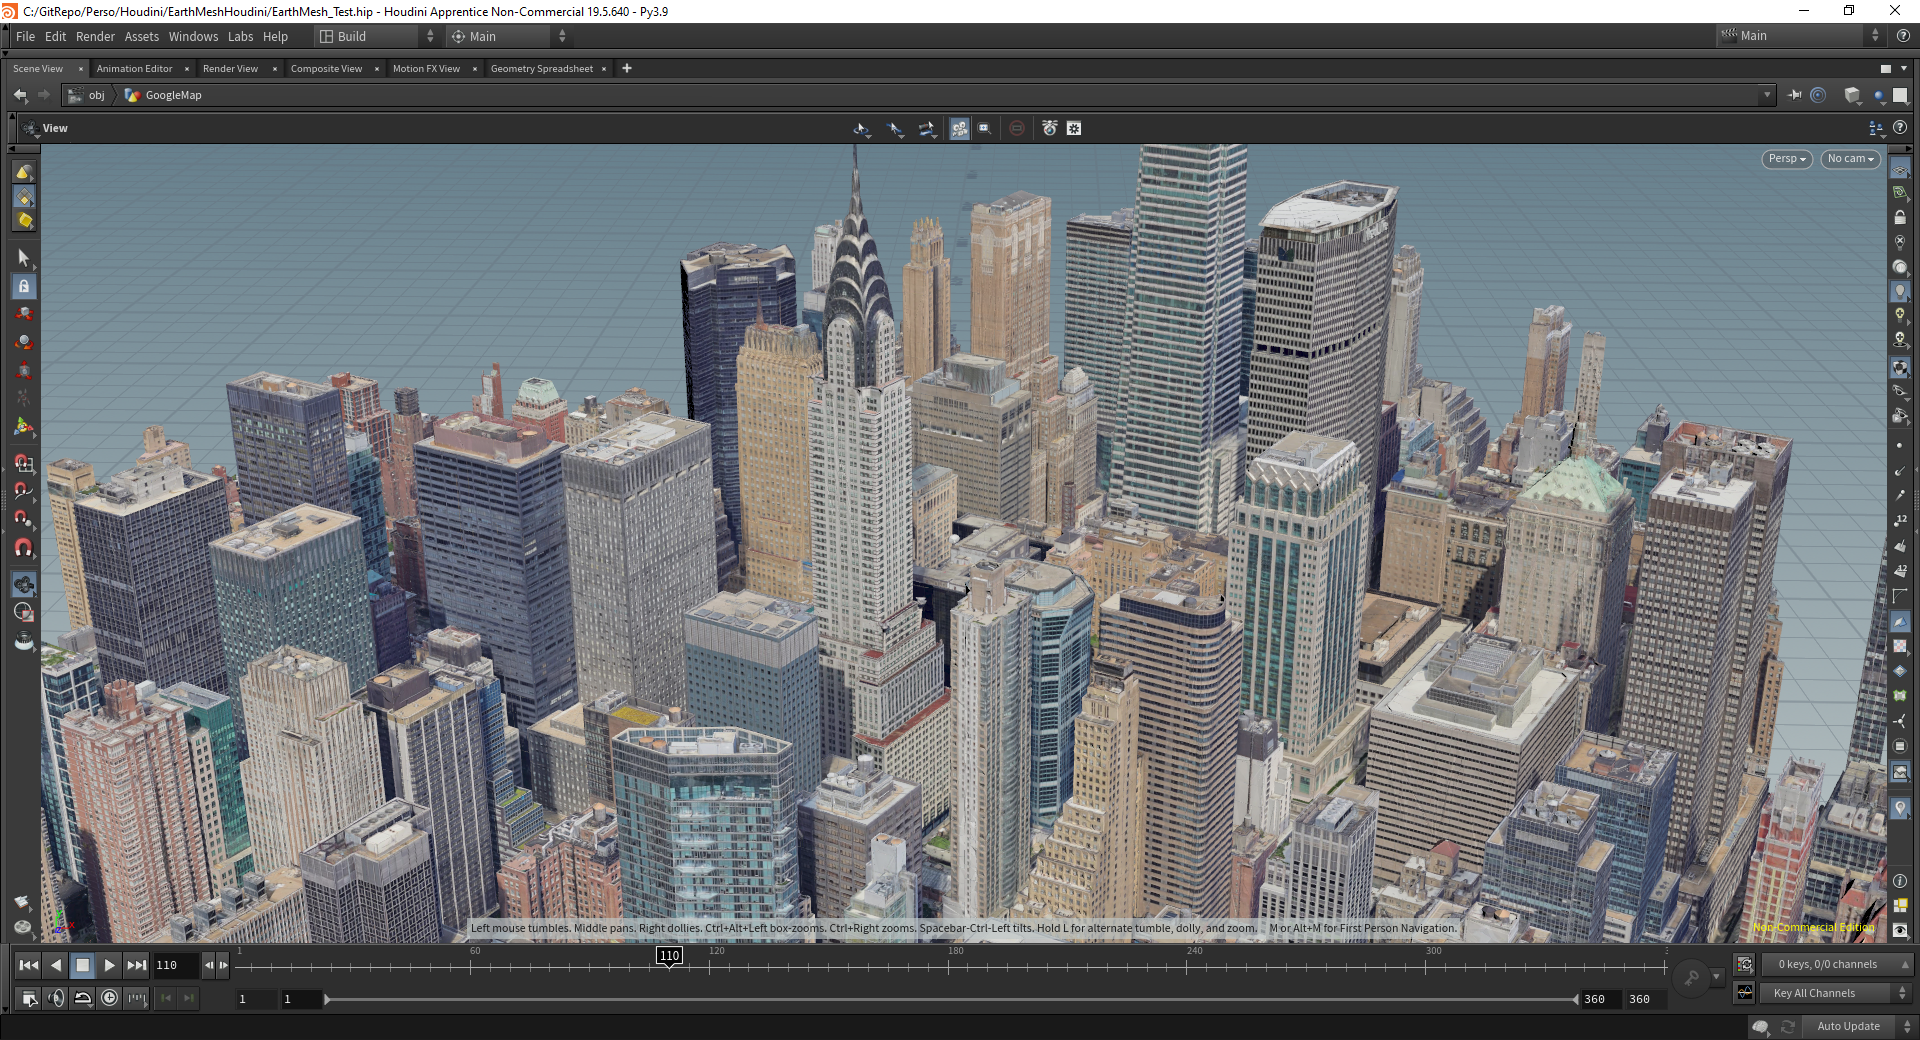 C:/GitRepo/Perso/Houdini/EarthMeshHoudini/EarthMesh_Test.hip - Houdini Apprentice Non-Commercial 19.5.640 - Py3.9
File Edit Render Assets Windows Labs Help Build Main Main
Scene View Animation Editor Render View Composite View Motion FX View Geometry Spreadsheet
obj GoogleMap
View
Persp No cam
12
12
Left mouse tumbles. Middle pans. Right dollies. Ctrl+Alt+Left box-zooms. Ctrl+Right zooms. Spacebar-Ctrl-Left tilts. Hold L for alternate tumble, dolly, and zoom. M or Alt+M for First Person Navigation.
Non-Commercial Edition
110 1 60 110 120 180 240 300 0 keys, 0/0 channels
1 1 360 360 Key All Channels
Auto Update